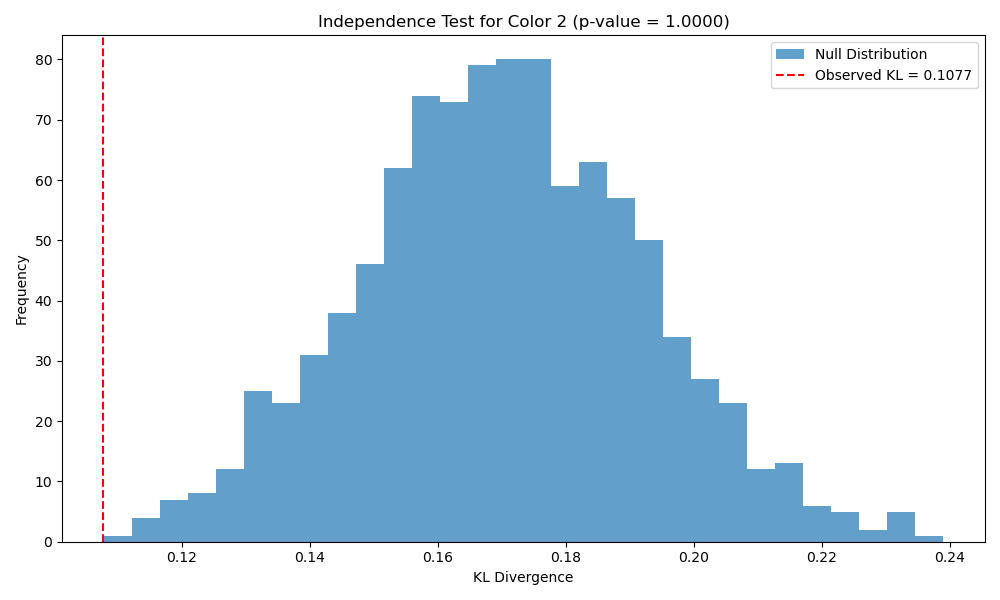 Independence Test for Color 2 (p-value = 1.0000)
Null Distribution
Observed KL = 0.1077
80
70
60
50
40
30
20
10
0
Frequency
0.12 0.14 0.16 0.18 0.20 0.22 0.24
KL Divergence